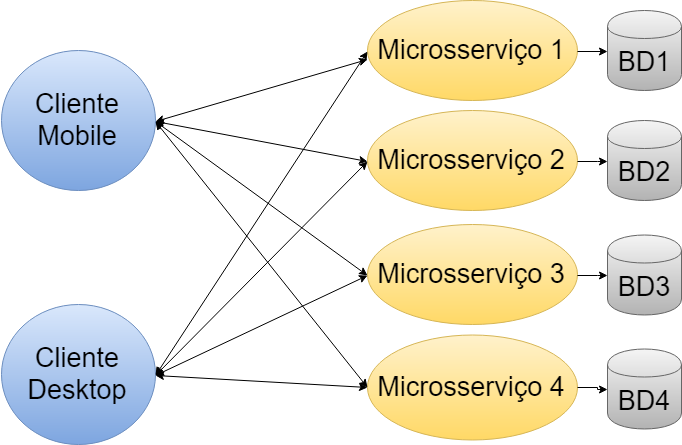 Cliente
Mobile
Cliente
Desktop
Microsserviço 1
BD1
Microsserviço 2
BD2
Microsserviço 3
BD3
Microsserviço 4
BD4